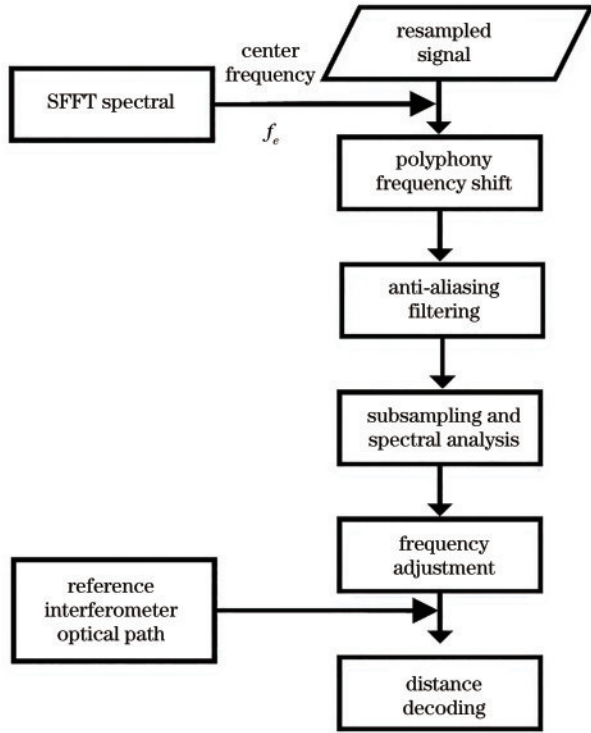 resampled
signal
center
frequency
SFFT spectral
f_e
polyphony
frequency shift
anti-aliasing
filtering
subsampling and
spectral analysis
frequency
adjustment
reference
interferometer
optical path
distance
decoding